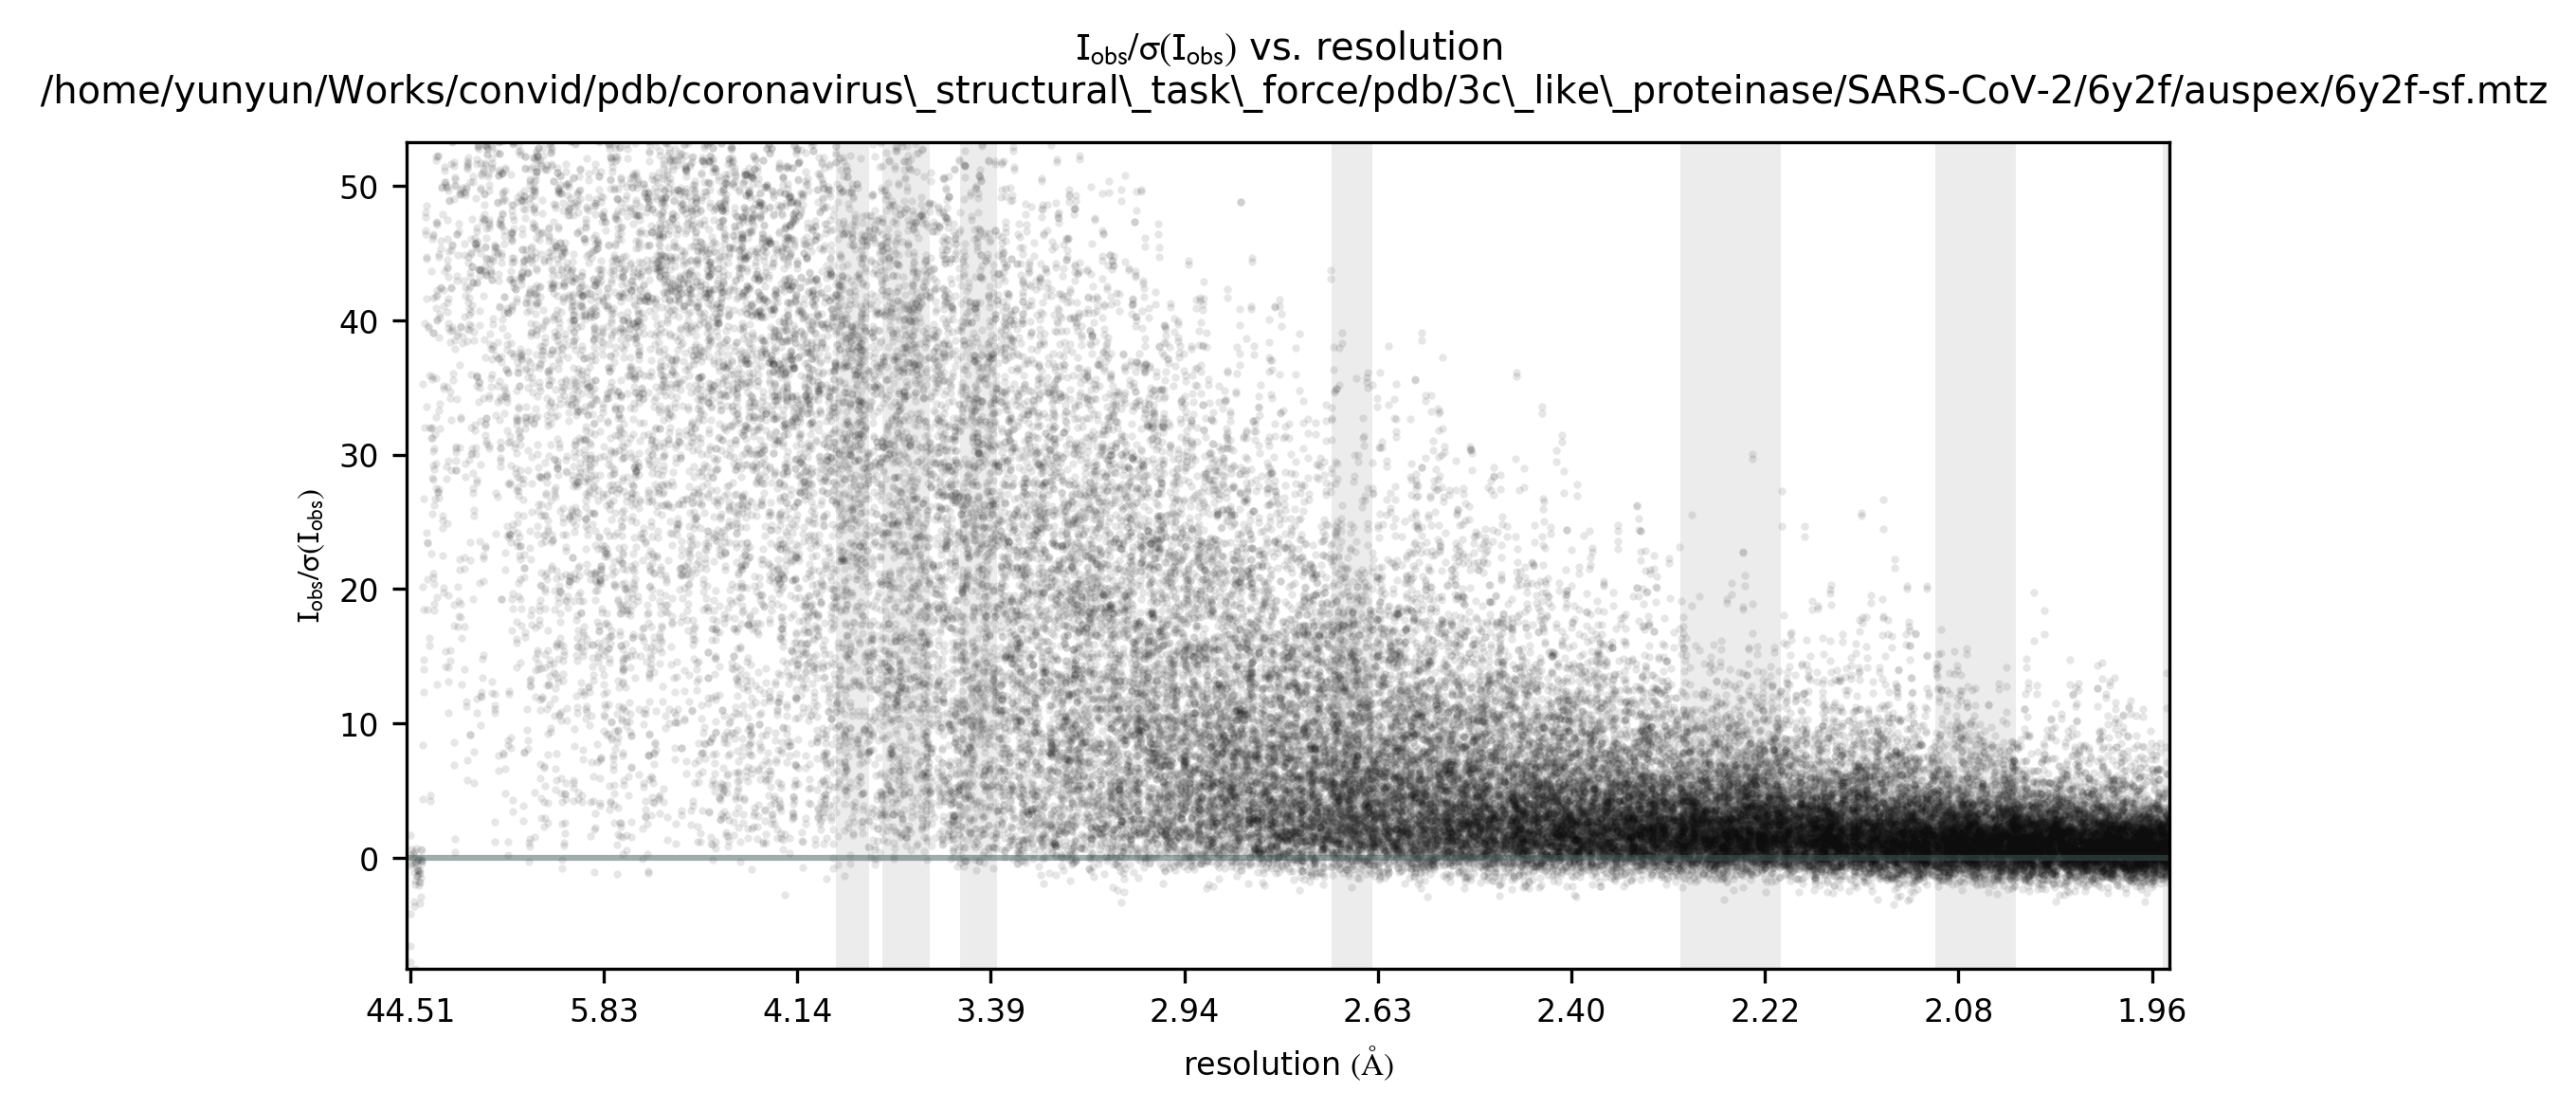 Iobs/σ(Iobs) vs. resolution
/home/yunyun/Works/convid/pdb/coronavirus\_structural\_task\_force/pdb/3c\_like\_proteinase/SARS-CoV-2/6y2f/auspex/6y2f-sf.mtz
50
40
30
20
10
0
Iobs/σ(Iobs)
44.51 5.83 4.14 3.39 2.94 2.63 2.40 2.22 2.08 1.96
resolution (Å)